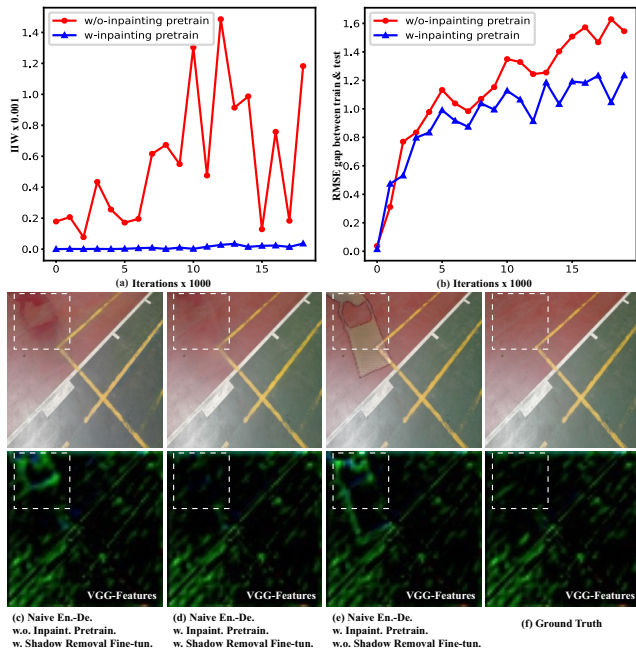 w/o-inpainting pretrain
w-inpainting pretrain
1.4
1.2
1.0
0.8
0.6
0.4
0.2
0.0
IIW x 0.001
0
5
10
15
(a) Iterations x 1000
w/o-inpainting pretrain
w-inpainting pretrain
1.6
1.4
1.2
1.0
0.8
0.6
0.4
0.2
0.0
RMSE gap between train & test
0
5
10
15
(b) Iterations x 1000
VGG-Features
VGG-Features
VGG-Features
VGG-Features
(c) Naive En.-De.
w.o. Inpaint. Pretrain.
w. Shadow Removal Fine-tun.
(d) Naive En.-De.
w. Inpaint. Pretrain.
w. Shadow Removal Fine-tun.
(e) Naive En.-De.
w. Inpaint. Pretrain.
w.o. Shadow Removal Fine-tun.
(f) Ground Truth